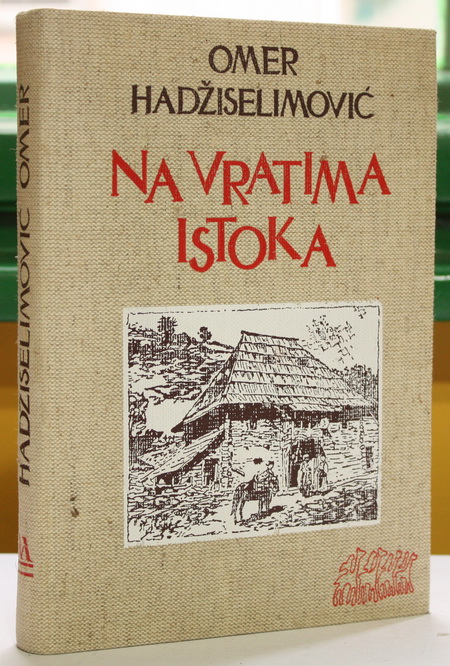 OMER
HADŽISELIMOVIĆ
NA VRATIMA
ISTOKA
HADŽISELIMOVIĆ OMER